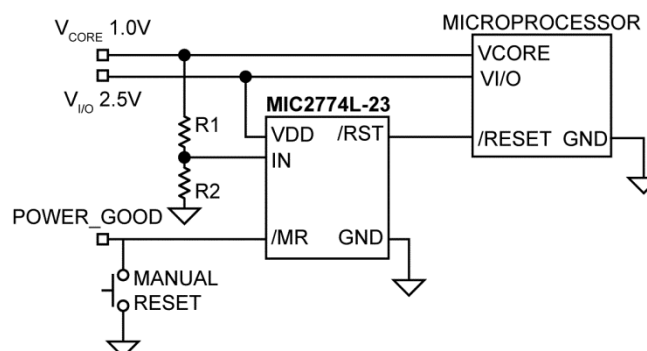 MICROPROCESSOR
VCORE 1.0V
VCORE
VI/O 2.5V
VI/O
MIC2774L-23
R1
VDD
/RST
/RESET
GND
IN
R2
POWER_GOOD
/MR
GND
MANUAL
RESET